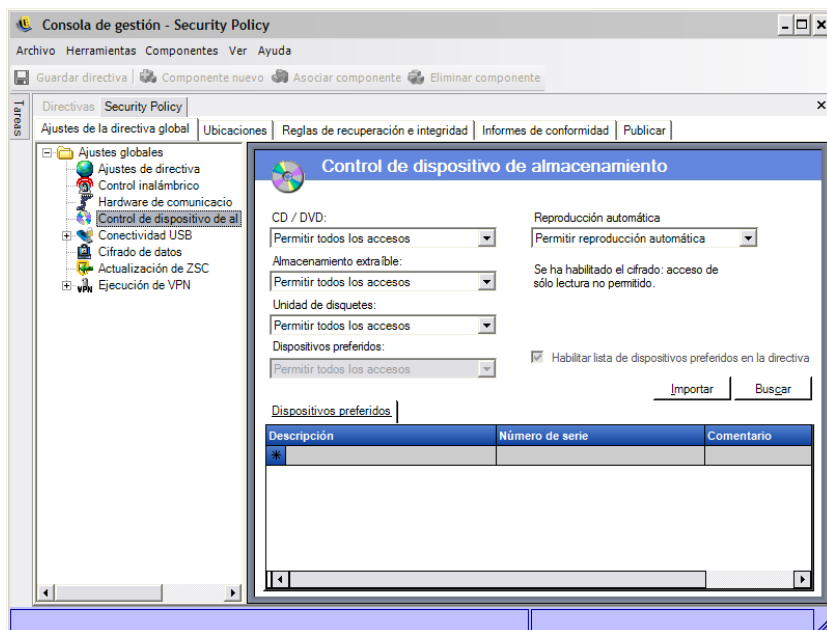 Consola de gestión - Security Policy
Archivo Herramientas Componentes Ver Ayuda
Guardar directiva Componente nuevo Asociar componente Eliminar componente
Tareas
Directivas Security Policy
Ajustes de la directiva global Ubicaciones Reglas de recuperación e integridad Informes de conformidad Publicar
Ajustes globales
Ajustes de directiva
Control inalámbrico
Hardware de comunicacio
Control de dispositivo de al
Conectividad USB
Cifrado de datos
Actualización de ZSC
VPN Ejecución de VPN
Control de dispositivo de almacenamiento
CD / DVD:
Permitir todos los accesos
Almacenamiento extraíble:
Permitir todos los accesos
Unidad de disquetes:
Permitir todos los accesos
Dispositivos preferidos:
Permitir todos los accesos
Reproducción automática
Permitir reproducción automática
Se ha habilitado el cifrado: acceso de
sólo lectura no permitido.
Habilitar lista de dispositivos preferidos en la directiva
Importar Buscar
Dispositivos preferidos
Descripción Número de serie Comentario